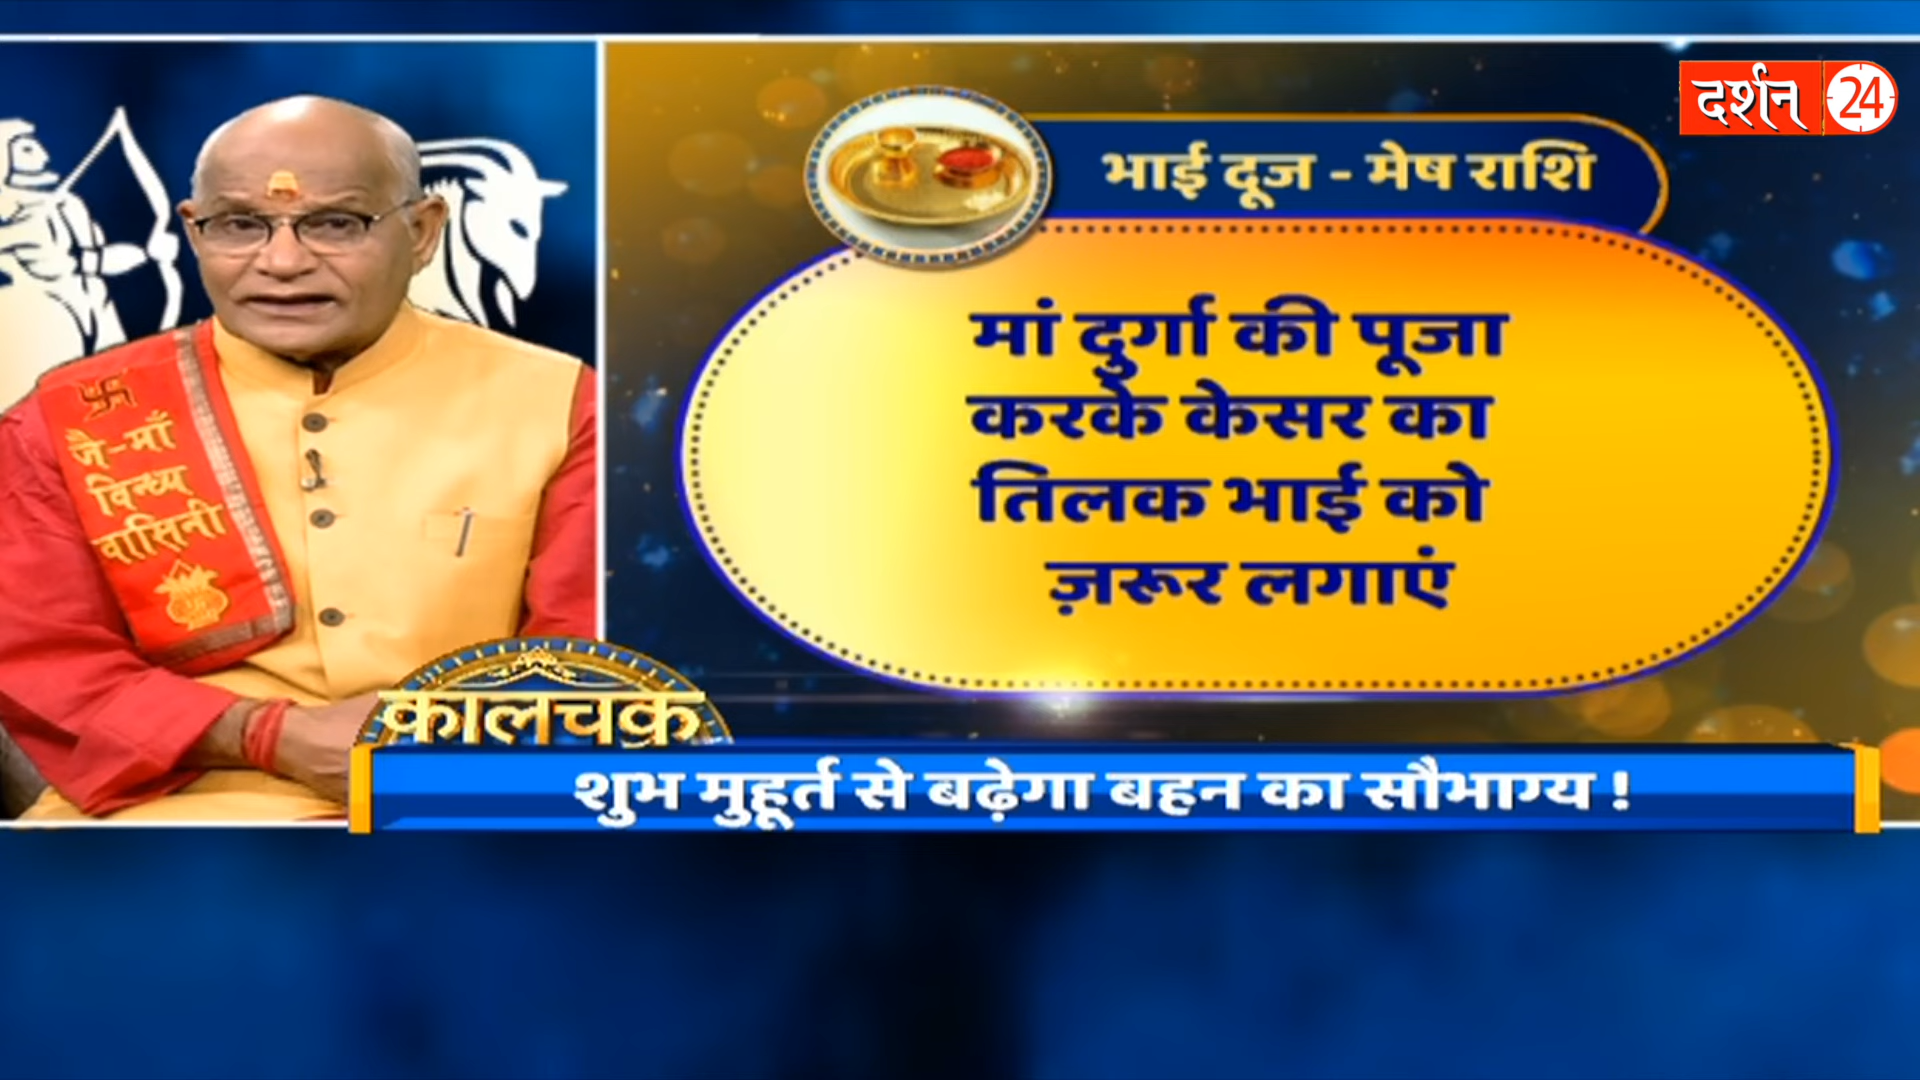 दर्शन 24
भाई दूज - मेष राशि
मां दुर्गा की पूजा
करके केसर का
तिलक भाई को
ज़रूर लगाएं
जै-माँ
विन्ध्य
वासिनी
कालचक्र
शुभ मुहूर्त से बढ़ेगा बहन का सौभाग्य !